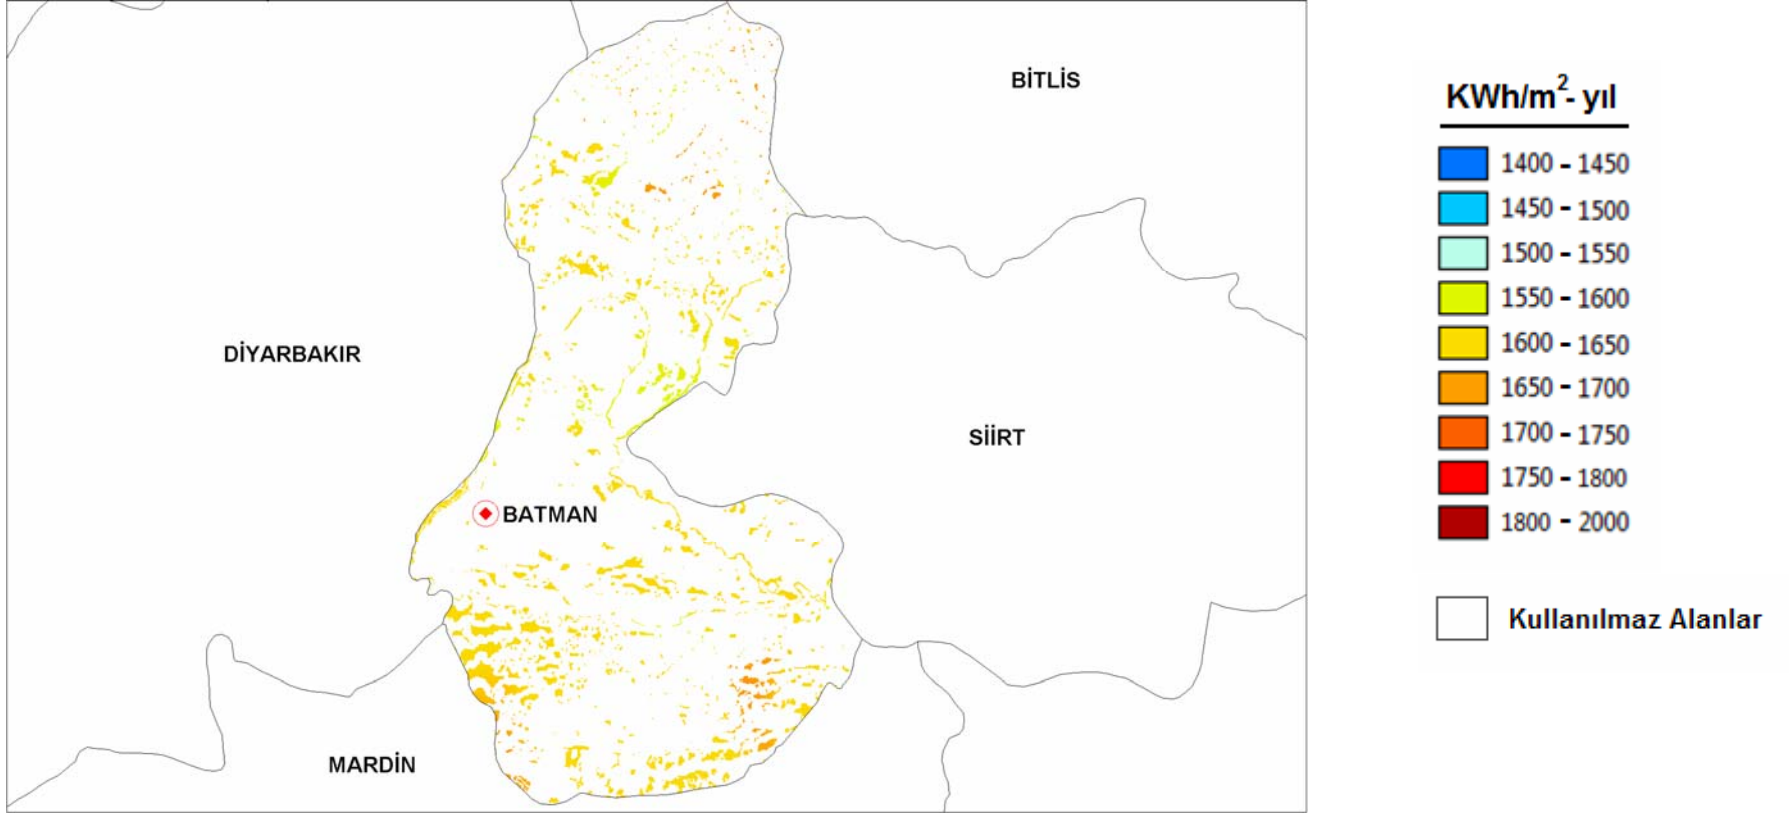 BİTLİS
DİYARBAKIR
SİİRT
BATMAN
MARDİN
KWh/m²- yıl
1400 - 1450
1450 - 1500
1500 - 1550
1550 - 1600
1600 - 1650
1650 - 1700
1700 - 1750
1750 - 1800
1800 - 2000
Kullanılmaz Alanlar